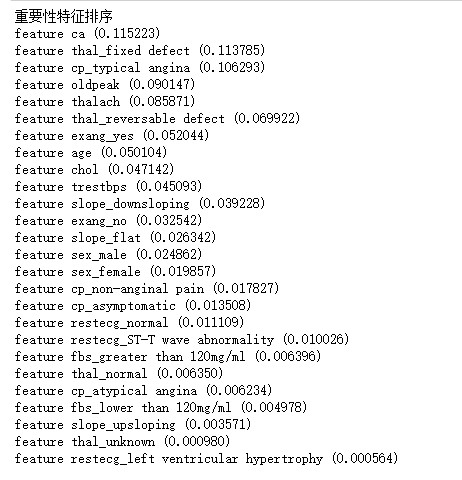 重要性特征排序
feature ca (0.115223)
feature thal_fixed defect (0.113785)
feature cp_typical angina (0.106293)
feature oldpeak (0.090147)
feature thalach (0.085871)
feature thal_reversable defect (0.069922)
feature exang_yes (0.052044)
feature age (0.050104)
feature chol (0.047142)
feature trestbps (0.045093)
feature slope_downsloping (0.039228)
feature exang_no (0.032542)
feature slope_flat (0.026342)
feature sex_male (0.024862)
feature sex_female (0.019857)
feature cp_non-anginal pain (0.017827)
feature cp_asymptomatic (0.013508)
feature restecg_normal (0.011109)
feature restecg_ST-T wave abnormality (0.010026)
feature fbs_greater than 120mg/ml (0.006396)
feature thal_normal (0.006350)
feature cp_atypical angina (0.006234)
feature fbs_lower than 120mg/ml (0.004978)
feature slope_upsloping (0.003571)
feature thal_unknown (0.000980)
feature restecg_left ventricular hypertrophy (0.000564)